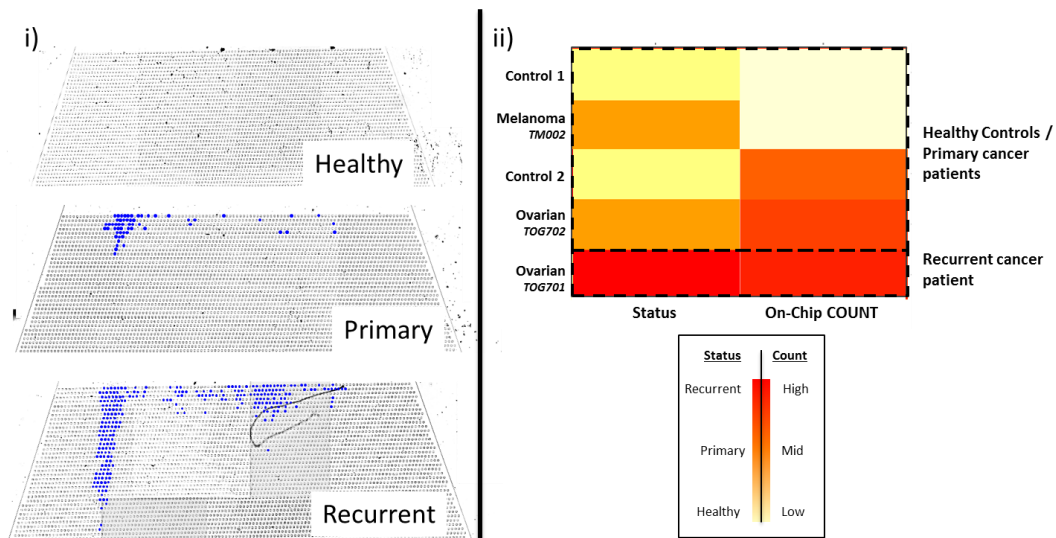 i)
Healthy
Primary
Recurrent
ii)
Control 1
Melanoma
TM002
Control 2
Ovarian
TOG702
Ovarian
TOG701
Healthy Controls /
Primary cancer
patients
Recurrent cancer
patient
Status
On-Chip COUNT
Status Count
Recurrent High
Primary Mid
Healthy Low